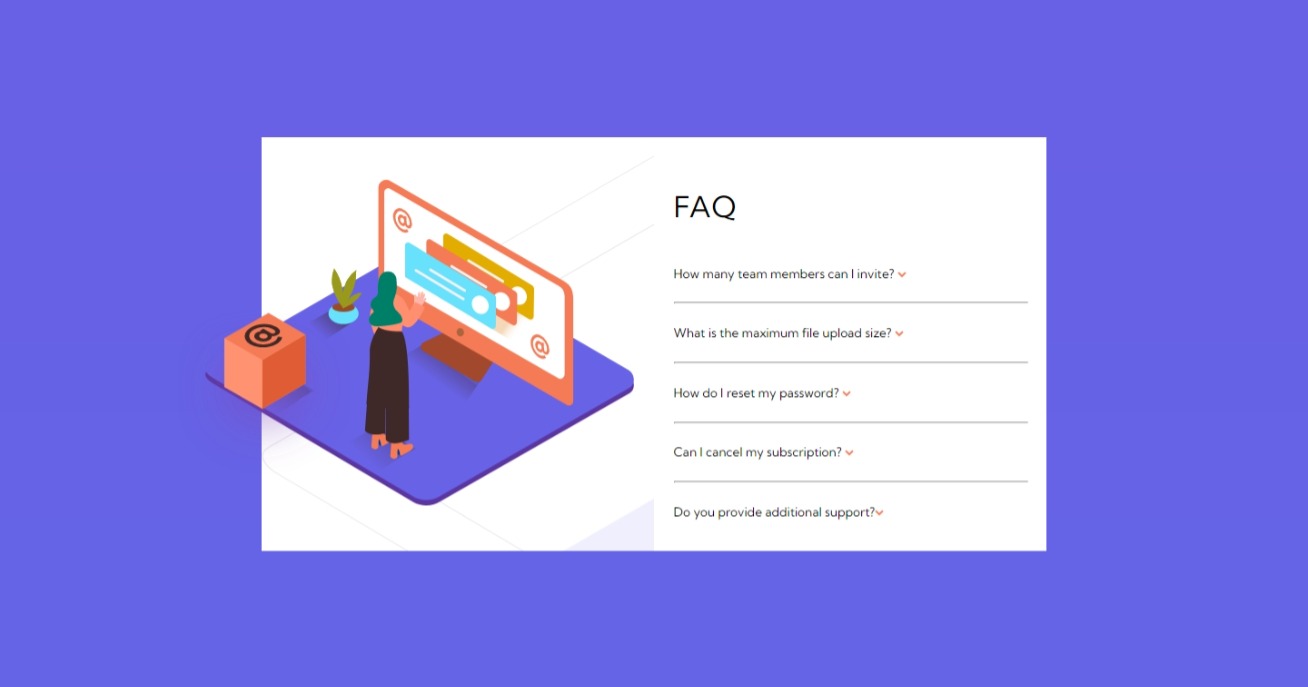 @
@
@
FAQ
How many team members can I invite?
What is the maximum file upload size?
How do I reset my password?
Can I cancel my subscription?
Do you provide additional support?